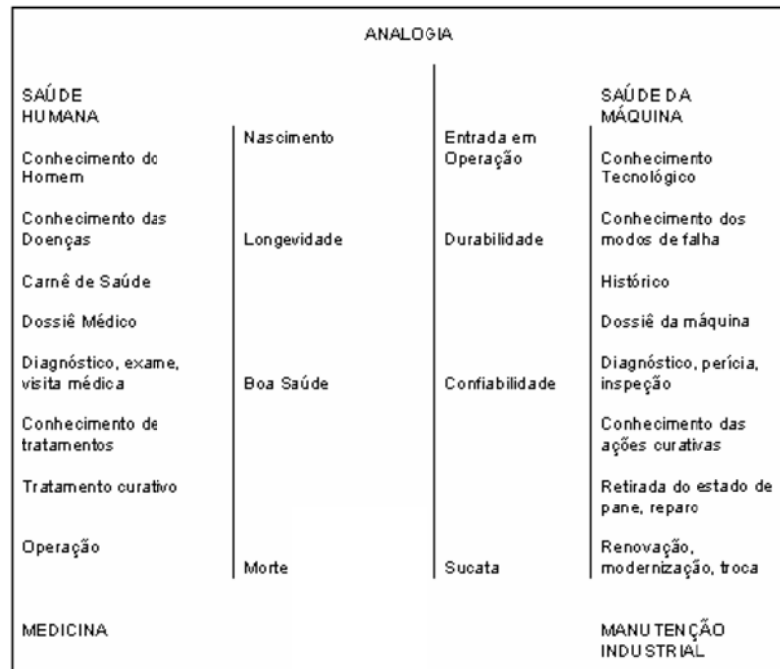 ANALOGIA
SAÚDE
HUMANA
Conhecimento do
Homem
Conhecimento das
Doenças
Carnê de Saúde
Dossiê Médico
Diagnóstico, exame,
visita médica
Conhecimento de
tratamentos
Tratamento curativo
Operação
MEDICINA
Nascimento
Longevidade
Boa Saúde
Morte
Entrada em
Operação
Durabilidade
Confiabilidade
Sucata
SAÚDE DA
MÁQUINA
Conhecimento
Tecnológico
Conhecimento dos
modos de falha
Histórico
Dossiê da máquina
Diagnóstico, perícia,
inspeção
Conhecimento das
ações curativas
Retirada do estado de
pane, reparo
Renovação,
modernização, troca
MANUTENÇÃO
INDUSTRIAL